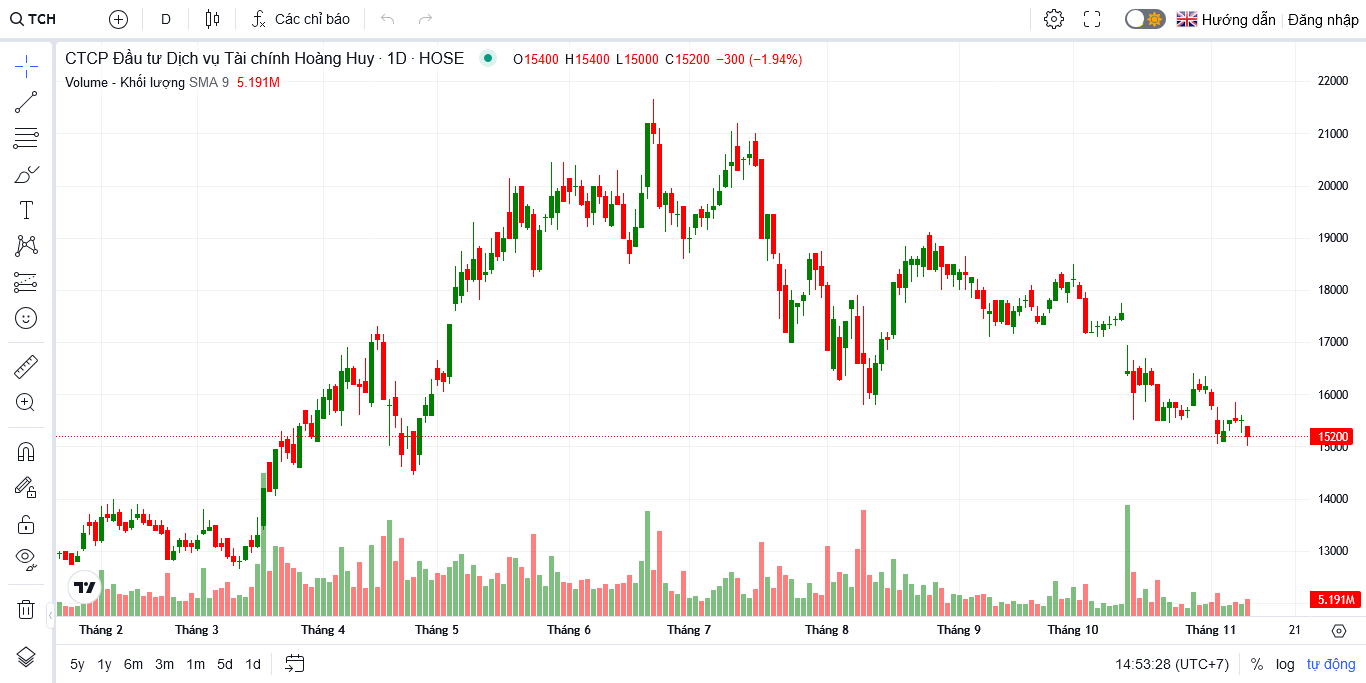 TCH D Các chỉ báo Hướng dẫn Đăng nhập
CTCP Đầu tư Dịch vụ Tài chính Hoàng Huy · 1D · HOSE O15400 H15400 L15000 C15200 −300 (−1.94%)
Volume - Khối lượng SMA 9 5.191M
22000
21000
20000
19000
18000
17000
16000
15200
15000
14000
13000
5.191M
Tháng 2 Tháng 3 Tháng 4 Tháng 5 Tháng 6 Tháng 7 Tháng 8 Tháng 9 Tháng 10 Tháng 11 21
5y 1y 6m 3m 1m 5d 1d 14:53:28 (UTC+7) % log tự động